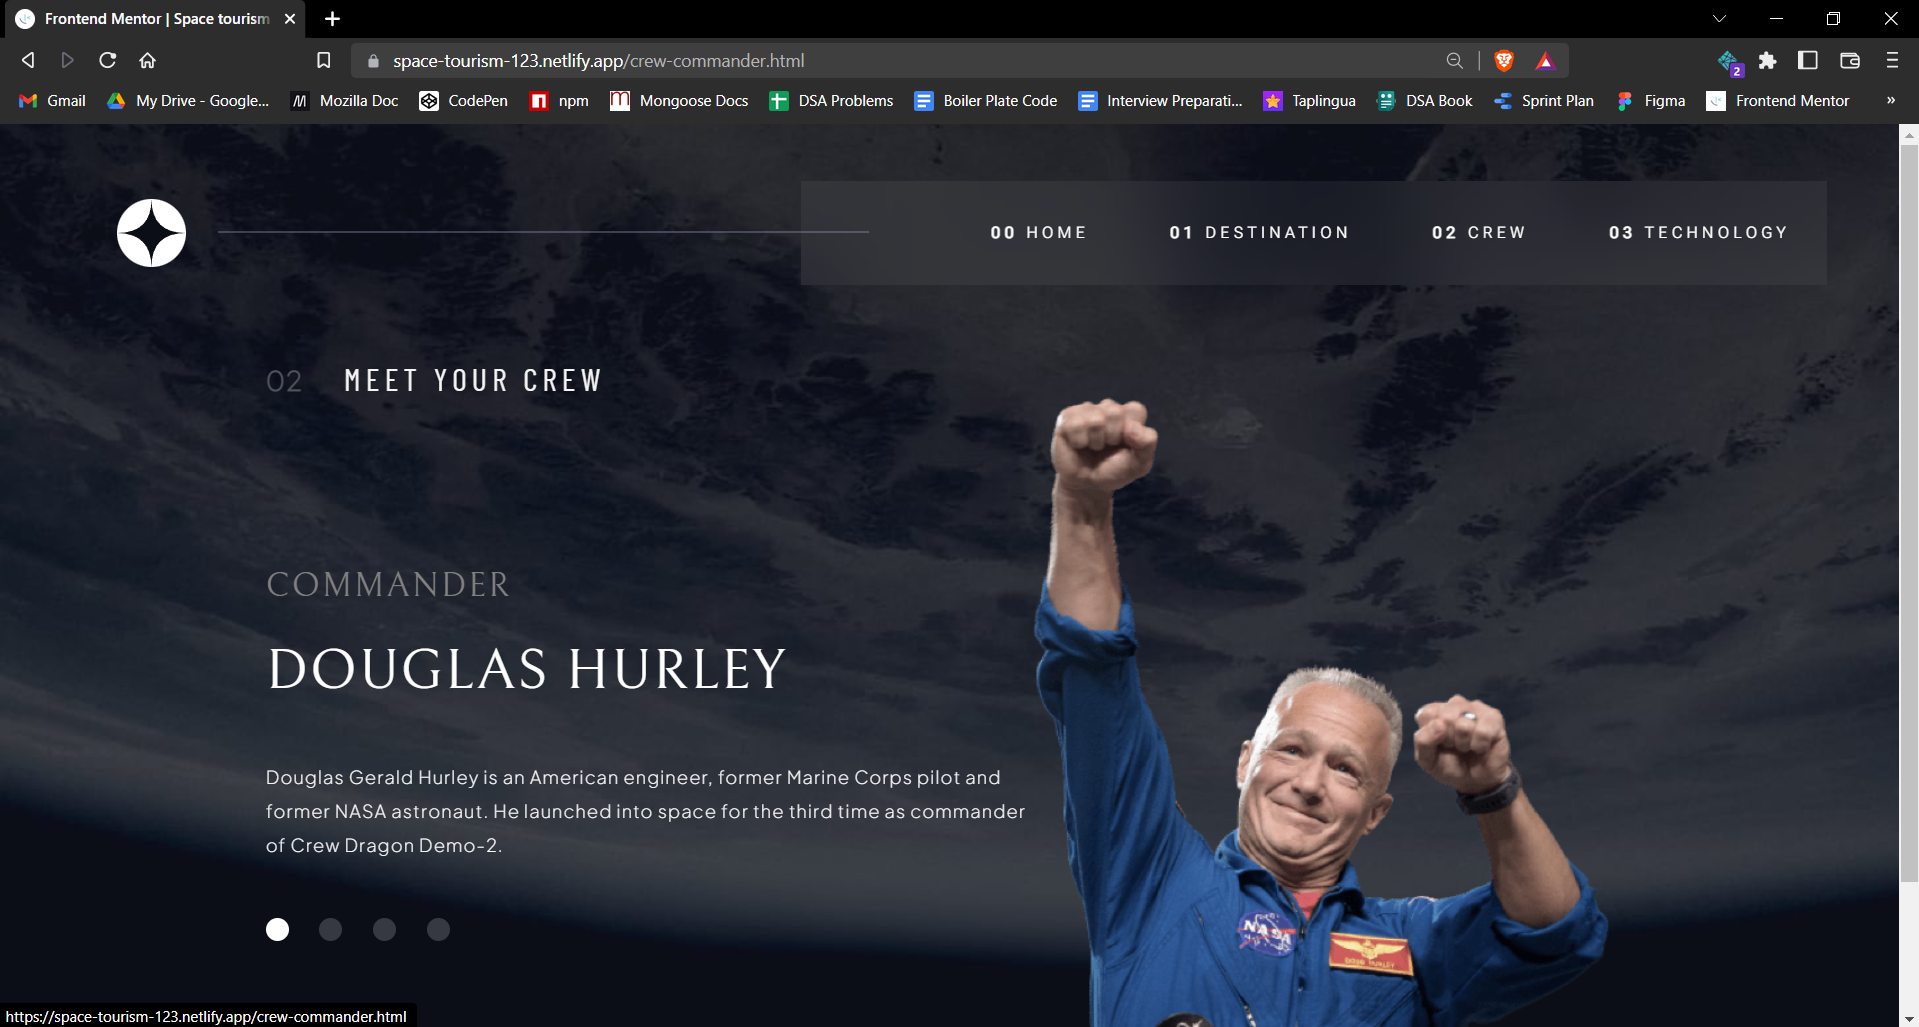 Frontend Mentor | Space tourism
space-tourism-123.netlify.app/crew-commander.html
2
Gmail
My Drive - Google...
Mozilla Doc
CodePen
npm
Mongoose Docs
DSA Problems
Boiler Plate Code
Interview Preparati...
Taplingua
DSA Book
Sprint Plan
Figma
Frontend Mentor
»
00 HOME
01 DESTINATION
02 CREW
03 TECHNOLOGY
02 MEET YOUR CREW
COMMANDER
DOUGLAS HURLEY
Douglas Gerald Hurley is an American engineer, former Marine Corps pilot and
former NASA astronaut. He launched into space for the third time as commander
of Crew Dragon Demo-2.
NASA
https://space-tourism-123.netlify.app/crew-commander.html